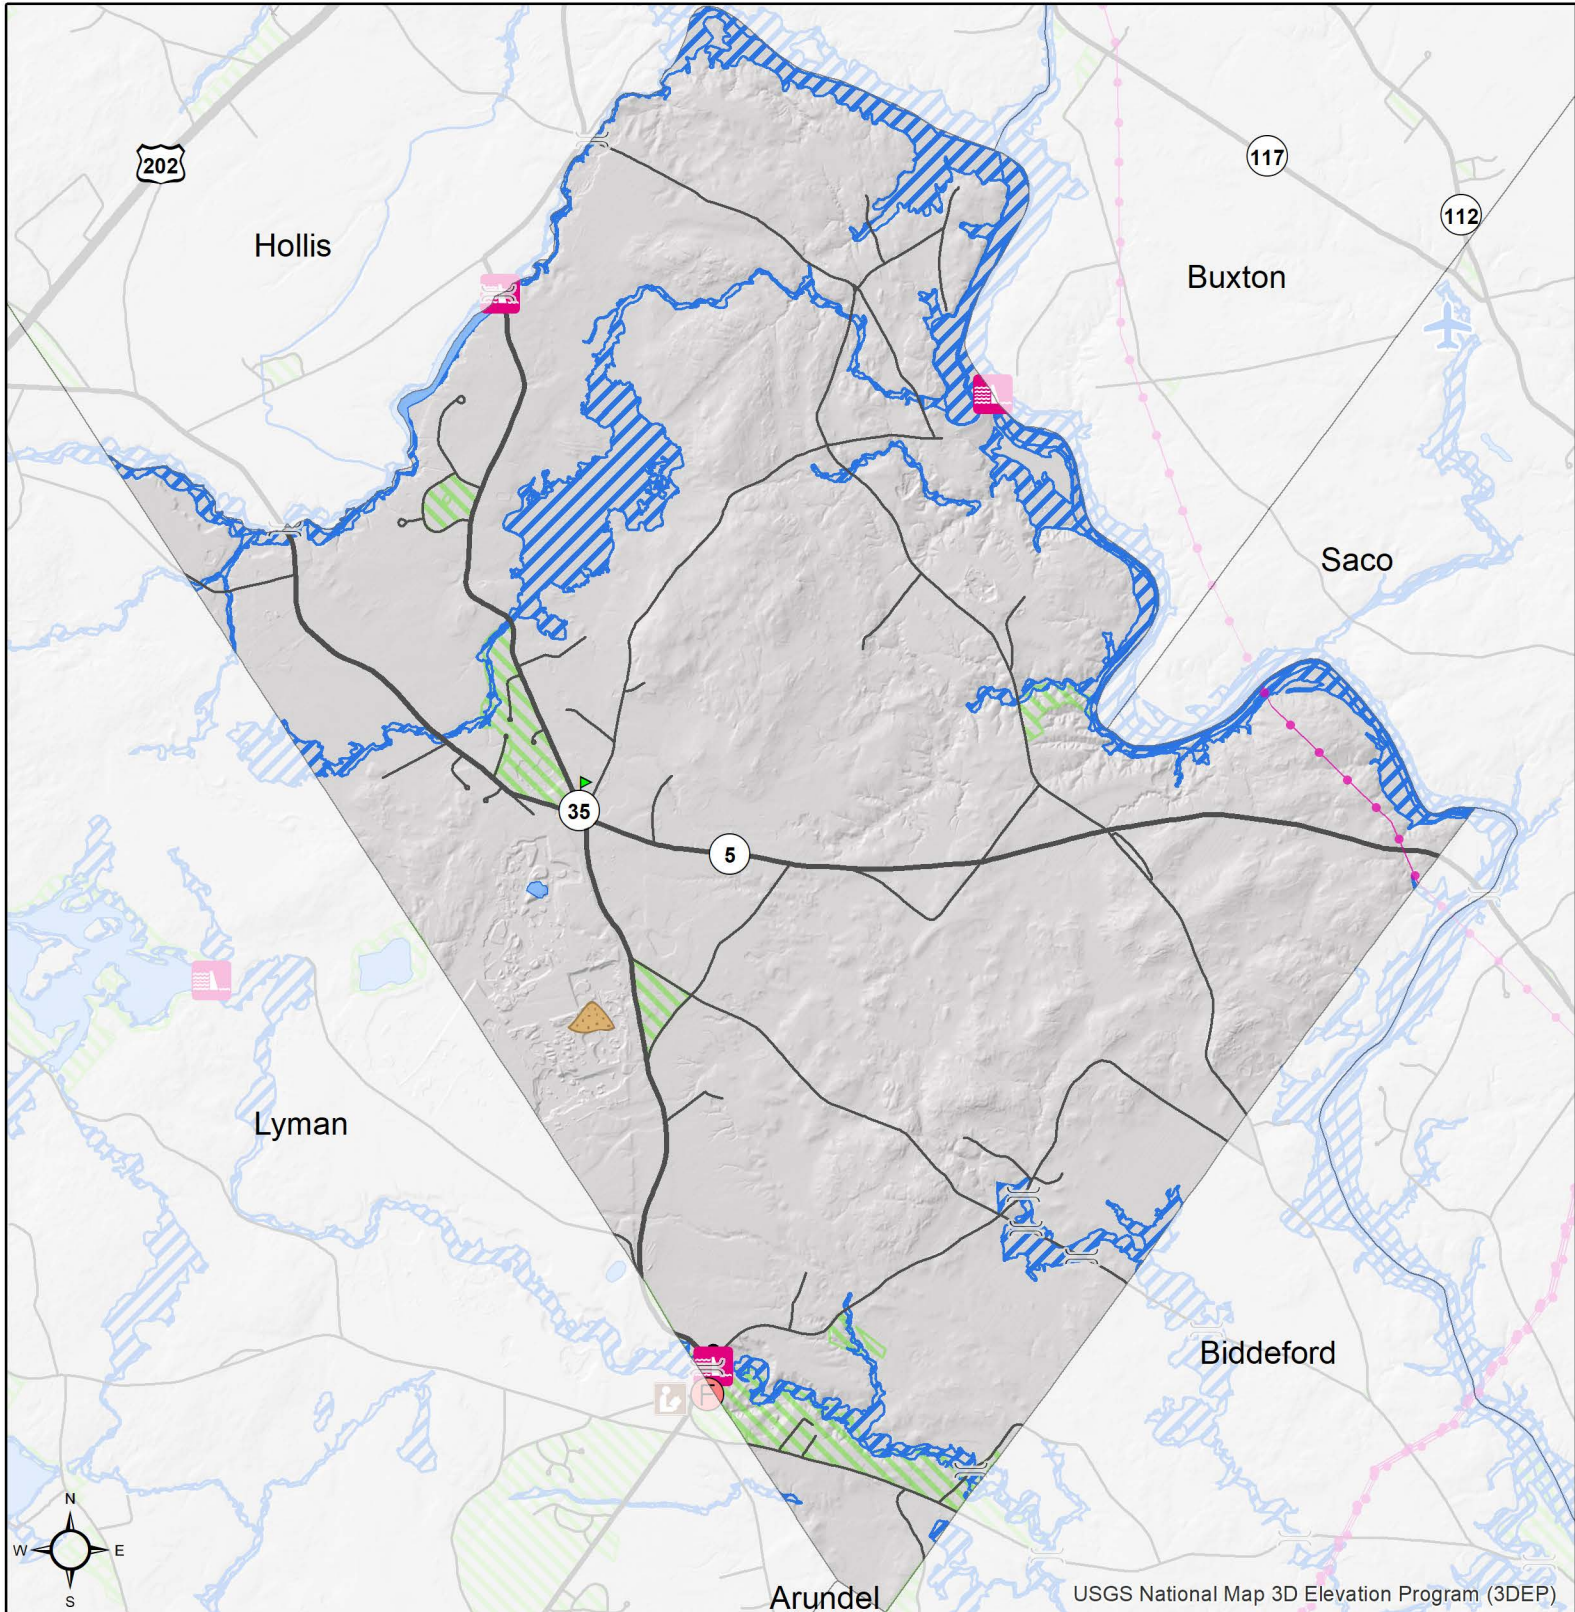 202
117
112
Hollis
Buxton
Saco
35
5
Lyman
Biddeford
F
N
W E
S
Arundel
USGS National Map 3D Elevation Program (3DEP)